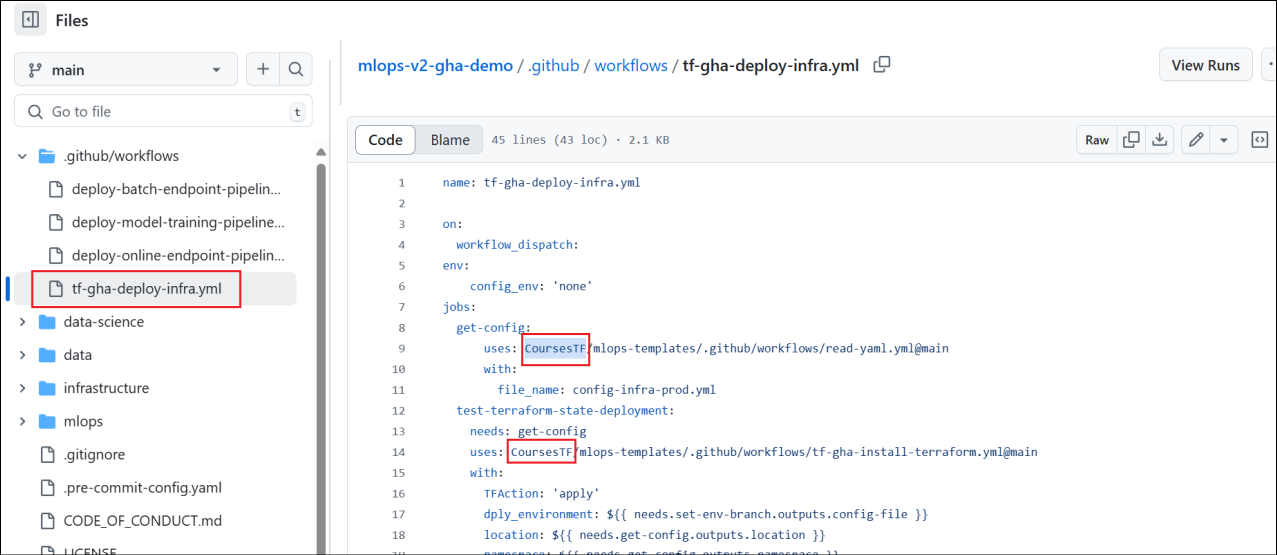 Files
main
Go to file
t
.github/workflows
deploy-batch-endpoint-pipelin...
deploy-model-training-pipeline...
deploy-online-endpoint-pipelin...
tf-gha-deploy-infra.yml
data-science
data
infrastructure
mlops
.gitignore
.pre-commit-config.yaml
CODE_OF_CONDUCT.md
LICENSE
mlops-v2-gha-demo / .github / workflows / tf-gha-deploy-infra.yml
View Runs
Code Blame 45 lines (43 loc) · 2.1 KB
Raw
1 name: tf-gha-deploy-infra.yml
2
3 on:
4 workflow_dispatch:
5 env:
6 config_env: 'none'
7 jobs:
8 get-config:
9 uses: CoursesTF/mlops-templates/.github/workflows/read-yaml.yml@main
10 with:
11 file_name: config-infra-prod.yml
12 test-terraform-state-deployment:
13 needs: get-config
14 uses: CoursesTF/mlops-templates/.github/workflows/tf-gha-install-terraform.yml@main
15 with:
16 TFAction: 'apply'
17 dply_environment: ${{ needs.set-env-branch.outputs.config-file }}
18 location: ${{ needs.get-config.outputs.location }}
19 namespace: ${{ needs.get-config.outputs.namespace }}